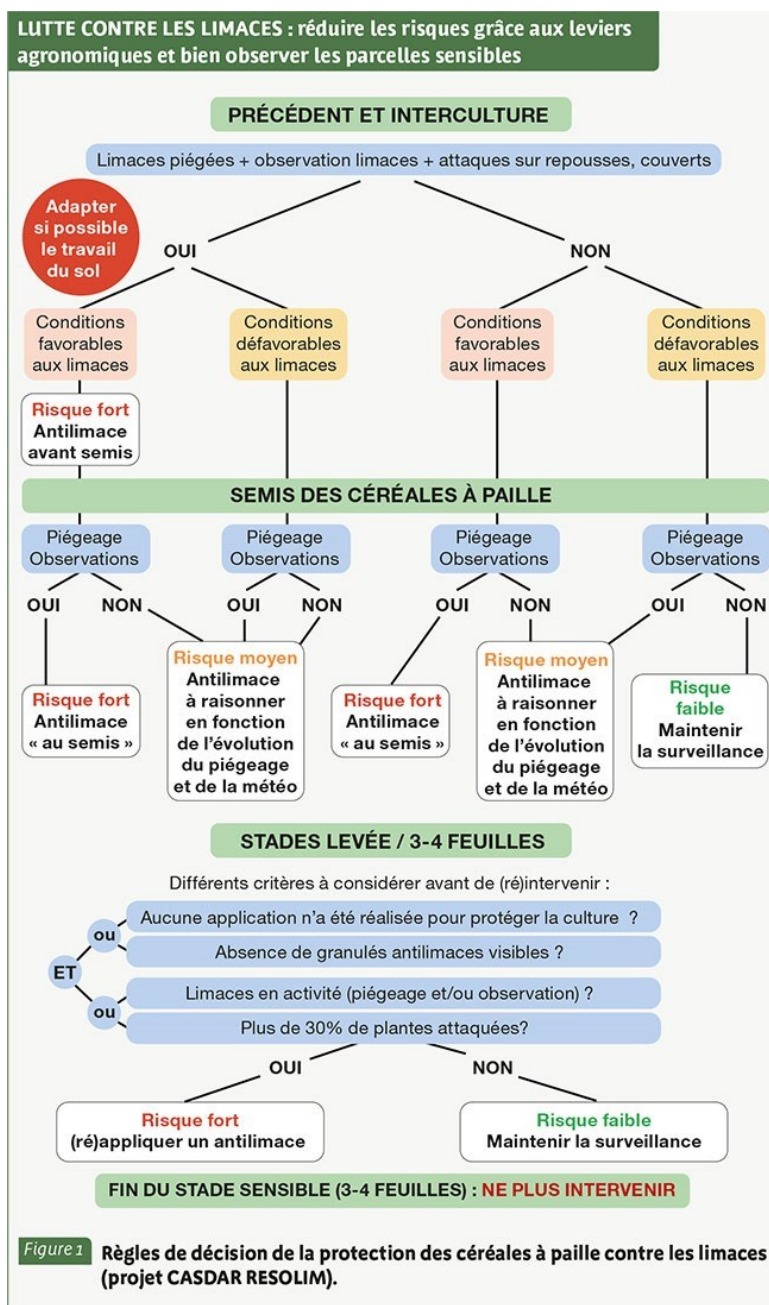 LUTTE CONTRE LES LIMACES : réduire les risques grâce aux leviers
agronomiques et bien observer les parcelles sensibles
PRÉCÉDENT ET INTERCULTURE
Limaces piégées + observation limaces + attaques sur repousses, couverts
Adapter
si possible
le travail
du sol
OUI
NON
Conditions
favorables
aux limaces
Conditions
défavorables
aux limaces
Conditions
favorables
aux limaces
Conditions
défavorables
aux limaces
Risque fort
Antilimace
avant semis
SEMIS DES CÉRÉALES À PAILLE
Piégeage
Observations
Piégeage
Observations
Piégeage
Observations
Piégeage
Observations
OUI
NON
OUI
NON
OUI
NON
OUI
NON
Risque fort
Antilimace
« au semis »
Risque moyen
Antilimace
à raisonner
en fonction
de l'évolution
du piégeage
et de la météo
Risque fort
Antilimace
« au semis »
Risque moyen
Antilimace
à raisonner
en fonction
de l'évolution
du piégeage
et de la météo
Risque
faible
Maintenir
la surveillance
STADES LEVÉE / 3-4 FEUILLES
Différents critères à considérer avant de (ré)intervenir :
Aucune application n'a été réalisée pour protéger la culture ?
ou
Absence de granulés antilimaces visibles ?
ET
Limaces en activité (piégeage et/ou observation) ?
ou
Plus de 30% de plantes attaquées?
OUI
NON
Risque fort
(ré)appliquer un antilimace
Risque faible
Maintenir la surveillance
FIN DU STADE SENSIBLE (3-4 FEUILLES) : NE PLUS INTERVENIR
Figure 1 Règles de décision de la protection des céréales à paille contre les limaces
(projet CASDAR RESOLIM).